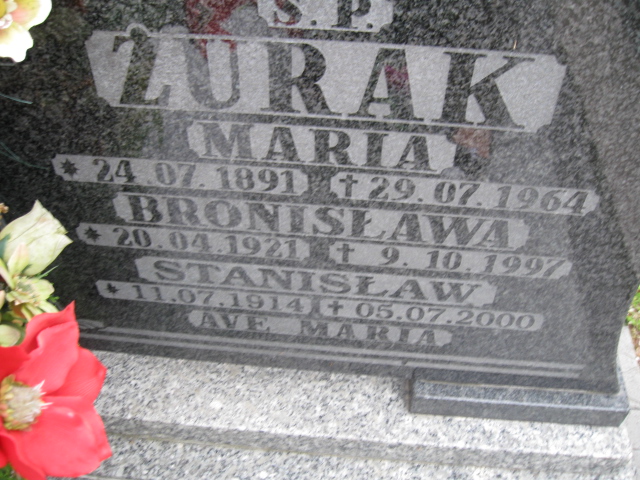 S. P.
ŻURAK
MARIA
* 24.07.1891 † 29.07.1964
BRONISŁAWA
* 20.04.1921 † 9.10.1997
STANISŁAW
* 11.07.1914 † 05.07.2000
AVE MARIA